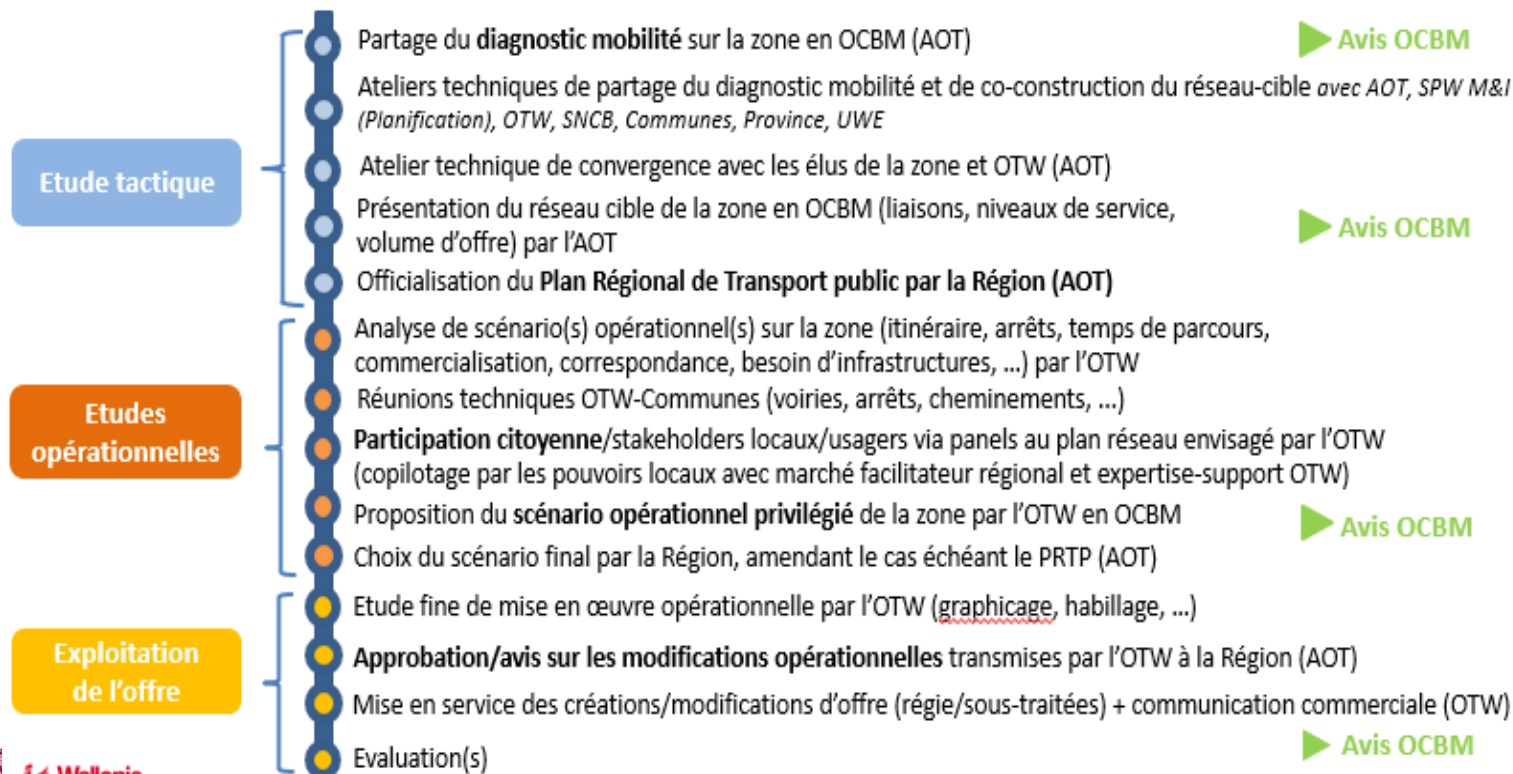 Partage du diagnostic mobilité sur la zone en OCBM (AOT)
Avis OCBM
Ateliers techniques de partage du diagnostic mobilité et de co-construction du réseau-cible avec AOT, SPW M&I
(Planification), OTW, SNCB, Communes, Province, UWE
Etude tactique
Atelier technique de convergence avec les élus de la zone et OTW (AOT)
Présentation du réseau cible de la zone en OCBM (liaisons, niveaux de service,
volume d'offre) par l'AOT
Avis OCBM
Officialisation du Plan Régional de Transport public par la Région (AOT)
Analyse de scénario(s) opérationnel(s) sur la zone (itinéraire, arrêts, temps de parcours,
commercialisation, correspondance, besoin d'infrastructures, ...) par l'OTW
Etudes
opérationnelles
Réunions techniques OTW-Communes (voiries, arrêts, cheminements, ...)
Participation citoyenne/stakeholders locaux/usagers via panels au plan réseau envisagé par l'OTW
(copilotage par les pouvoirs locaux avec marché facilitateur régional et expertise-support OTW)
Proposition du scénario opérationnel privilégié de la zone par l'OTW en OCBM
Avis OCBM
Choix du scénario final par la Région, amendant le cas échéant le PRTP (AOT)
Etude fine de mise en œuvre opérationnelle par l'OTW (graphicage, habillage, ...)
Exploitation
de l'offre
Approbation/avis sur les modifications opérationnelles transmises par l'OTW à la Région (AOT)
Mise en service des créations/modifications d'offre (régie/sous-traitées) + communication commerciale (OTW)
Evaluation(s)
Avis OCBM